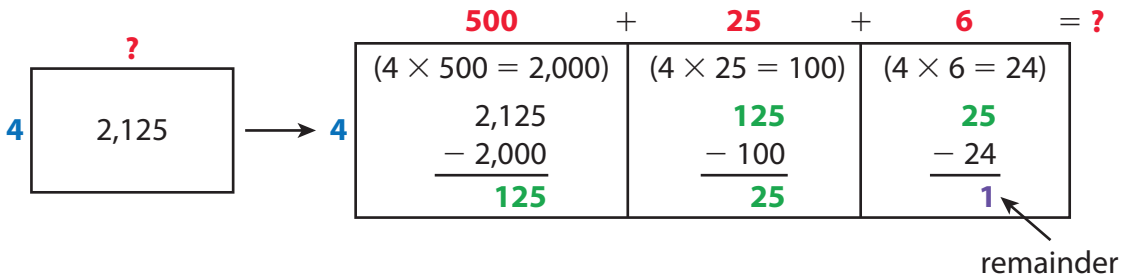 500 + 25 + 6 = ?
?
(4 × 500 = 2,000) (4 × 25 = 100) (4 × 6 = 24)
4 2,125 4 2,125 125 25
− 2,000 − 100 − 24
125 25 1
remainder